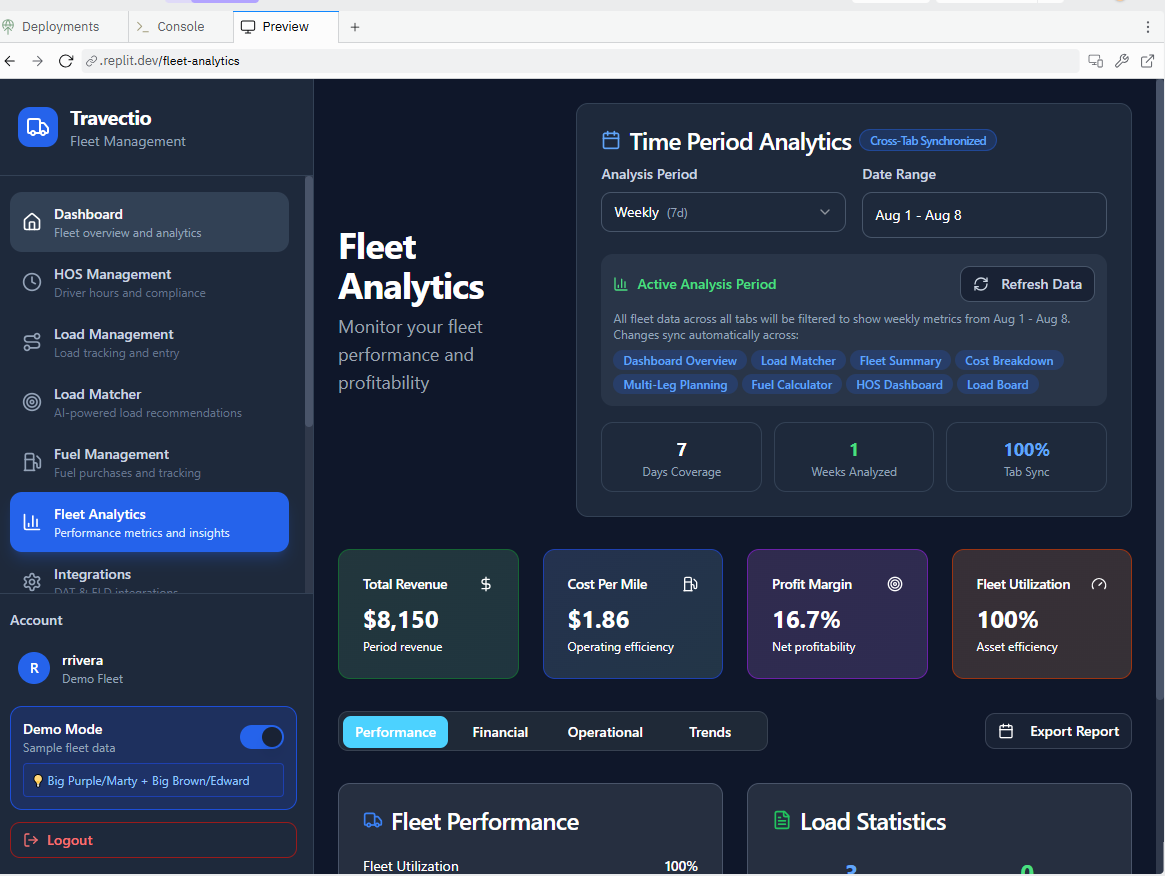 Deployments
Console
Preview
.replit.dev/fleet-analytics
Travectio
Fleet Management
Dashboard
Fleet overview and analytics
HOS Management
Driver hours and compliance
Load Management
Load tracking and entry
Load Matcher
AI-powered load recommendations
Fuel Management
Fuel purchases and tracking
Fleet Analytics
Performance metrics and insights
Integrations
DAT & ELD integrations
Account
R
rrivera
Demo Fleet
Demo Mode
Sample fleet data
💡 Big Purple/Marty + Big Brown/Edward
Logout
Fleet
Analytics
Monitor your fleet
performance and
profitability
Time Period Analytics
Cross-Tab Synchronized
Analysis Period
Weekly (7d)
Date Range
Aug 1 - Aug 8
Active Analysis Period
Refresh Data
All fleet data across all tabs will be filtered to show weekly metrics from Aug 1 - Aug 8.
Changes sync automatically across:
Dashboard Overview Load Matcher Fleet Summary Cost Breakdown
Multi-Leg Planning Fuel Calculator HOS Dashboard Load Board
7
Days Coverage
1
Weeks Analyzed
100%
Tab Sync
Total Revenue
$8,150
Period revenue
Cost Per Mile
$1.86
Operating efficiency
Profit Margin
16.7%
Net profitability
Fleet Utilization
100%
Asset efficiency
Performance Financial Operational Trends
Export Report
Fleet Performance
Fleet Utilization 100%
Load Statistics
3 0